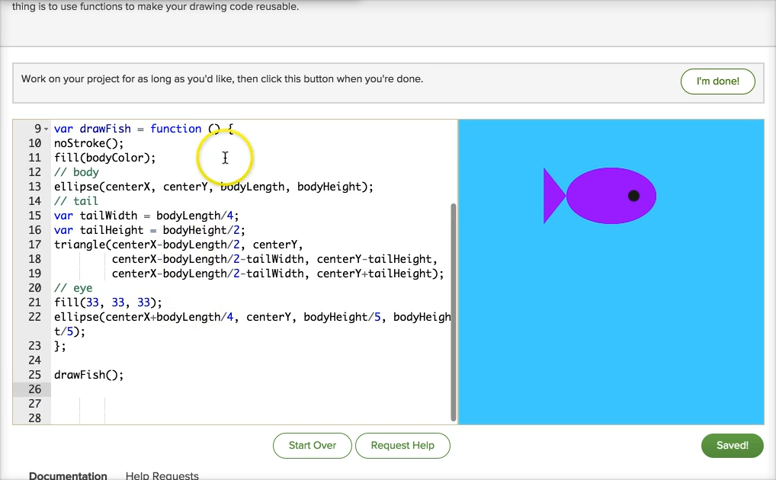 thing is to use functions to make your drawing code reusable.
Work on your project for as long as you'd like, then click this button when you're done.
I'm done!
9 var drawFish = function () {
10 noStroke();
11 fill(bodyColor);
12 // body
13 ellipse(centerX, centerY, bodyLength, bodyHeight);
14 // tail
15 var tailWidth = bodyLength/4;
16 var tailHeight = bodyHeight/2;
17 triangle(centerX-bodyLength/2, centerY,
18 centerX-bodyLength/2-tailWidth, centerY-tailHeight,
19 centerX-bodyLength/2-tailWidth, centerY+tailHeight);
20 // eye
21 fill(33, 33, 33);
22 ellipse(centerX+bodyLength/4, centerY, bodyHeight/5, bodyHeigh
t/5);
23 };
24
25 drawFish();
26
27
28
Start Over
Request Help
Saved!
Documentation
Help Requests